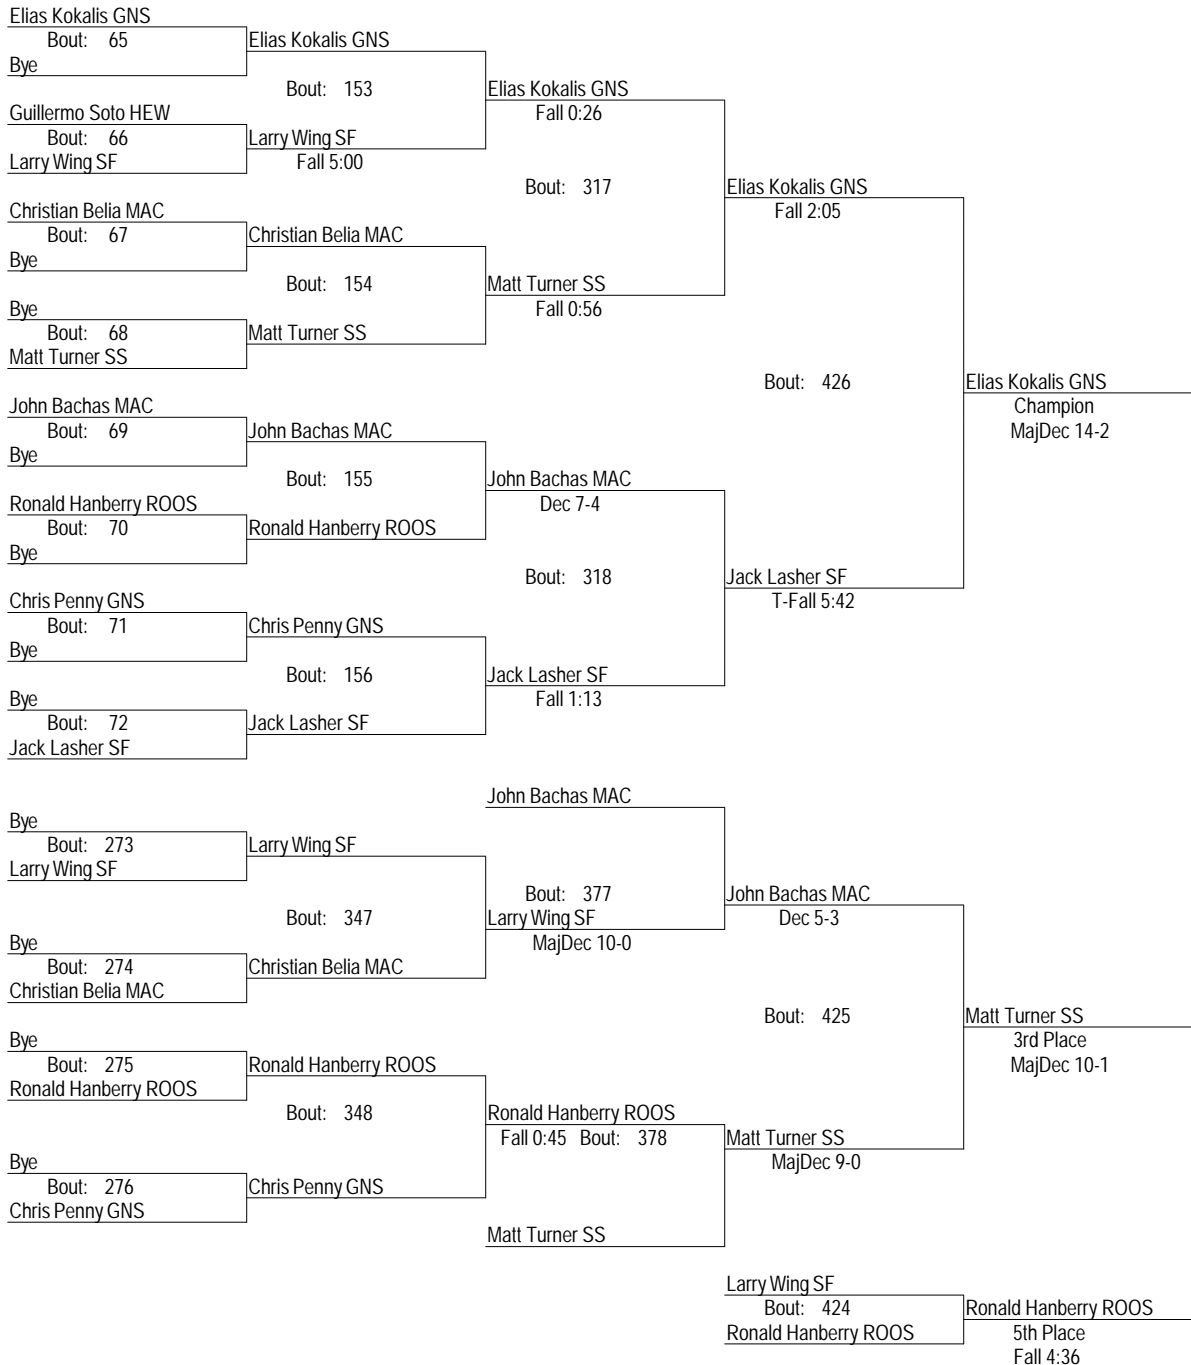 Elias Kokalis GNS
Bout: 65
Bye
Elias Kokalis GNS
Bout: 153
Guillermo Soto HEW
Bout: 66
Larry Wing SF
Larry Wing SF
Fall 5:00
Elias Kokalis GNS
Fall 0:26
Bout: 317
Christian Belia MAC
Bout: 67
Bye
Christian Belia MAC
Bout: 154
Bye
Bout: 68
Matt Turner SS
Matt Turner SS
Matt Turner SS
Fall 0:56
Elias Kokalis GNS
Fall 2:05
Bout: 426
John Bachas MAC
Bout: 69
Bye
John Bachas MAC
Bout: 155
Ronald Hanberry ROOS
Bout: 70
Bye
Ronald Hanberry ROOS
John Bachas MAC
Dec 7-4
Bout: 318
Chris Penny GNS
Bout: 71
Bye
Chris Penny GNS
Bout: 156
Bye
Bout: 72
Jack Lasher SF
Jack Lasher SF
Jack Lasher SF
Fall 1:13
Jack Lasher SF
T-Fall 5:42
Elias Kokalis GNS
Champion
MajDec 14-2
John Bachas MAC
Bye
Bout: 273
Larry Wing SF
Larry Wing SF
Bout: 347
Bye
Bout: 274
Christian Belia MAC
Christian Belia MAC
Bout: 377
Larry Wing SF
MajDec 10-0
John Bachas MAC
Dec 5-3
Bout: 425
Bye
Bout: 275
Ronald Hanberry ROOS
Ronald Hanberry ROOS
Bout: 348
Bye
Bout: 276
Chris Penny GNS
Chris Penny GNS
Ronald Hanberry ROOS
Fall 0:45 Bout: 378
Matt Turner SS
Matt Turner SS
MajDec 9-0
Matt Turner SS
3rd Place
MajDec 10-1
Larry Wing SF
Bout: 424
Ronald Hanberry ROOS
Ronald Hanberry ROOS
5th Place
Fall 4:36